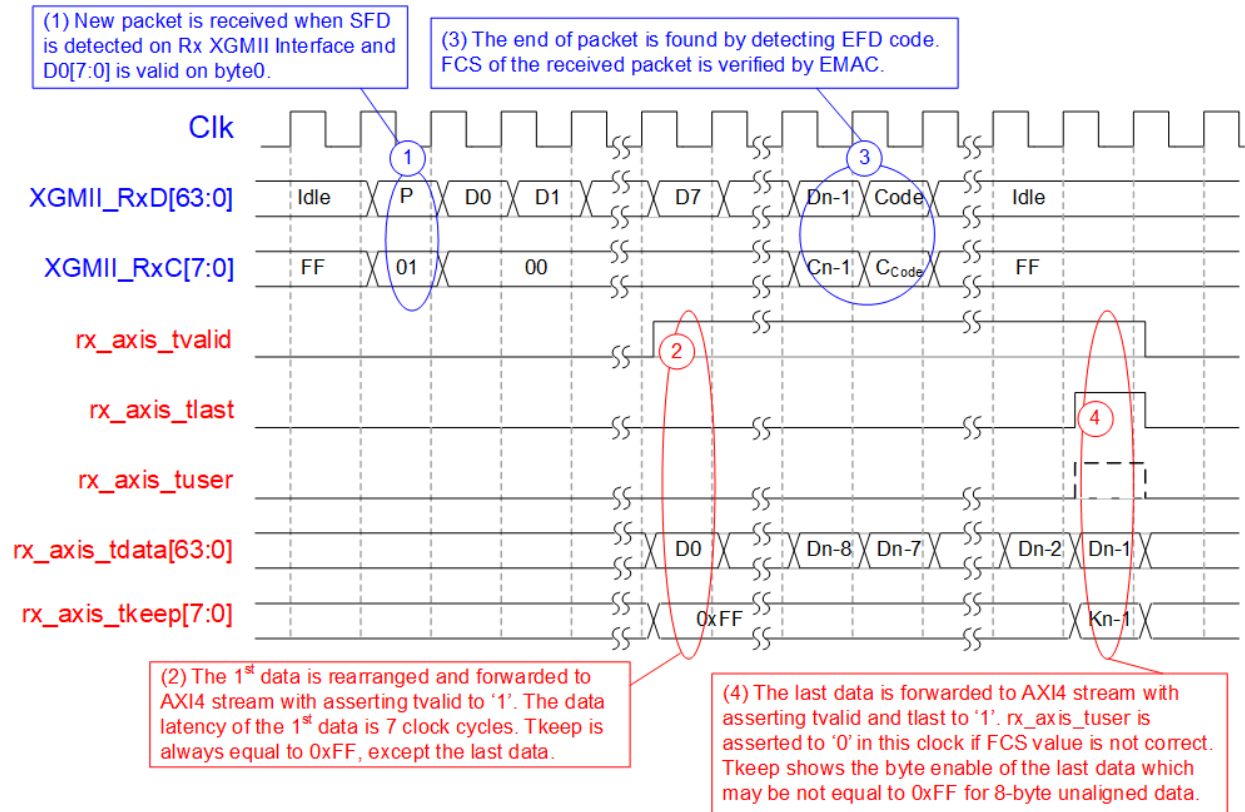 (1) New packet is received when SFD
is detected on Rx XGMII Interface and
D0[7:0] is valid on byte0.
(3) The end of packet is found by detecting EFD code.
FCS of the received packet is verified by EMAC.
Clk
1
3
XGMII_RxD[63:0]
Idle P D0 D1 D7 Dn-1 Code Idle
XGMII_RxC[7:0]
FF 01 00 Cn-1 CCode FF
rx_axis_tvalid
2
rx_axis_tlast
4
rx_axis_tuser
rx_axis_tdata[63:0]
D0 Dn-8 Dn-7 Dn-2 Dn-1
rx_axis_tkeep[7:0]
0xFF Kn-1
(2) The 1st data is rearranged and forwarded to
AXI4 stream with asserting tvalid to ‘1’. The data
latency of the 1st data is 7 clock cycles. Tkeep is
always equal to 0xFF, except the last data.
(4) The last data is forwarded to AXI4 stream with
asserting tvalid and tlast to ‘1’. rx_axis_tuser is
asserted to ‘0’ in this clock if FCS value is not correct.
Tkeep shows the byte enable of the last data which
may be not equal to 0xFF for 8-byte unaligned data.